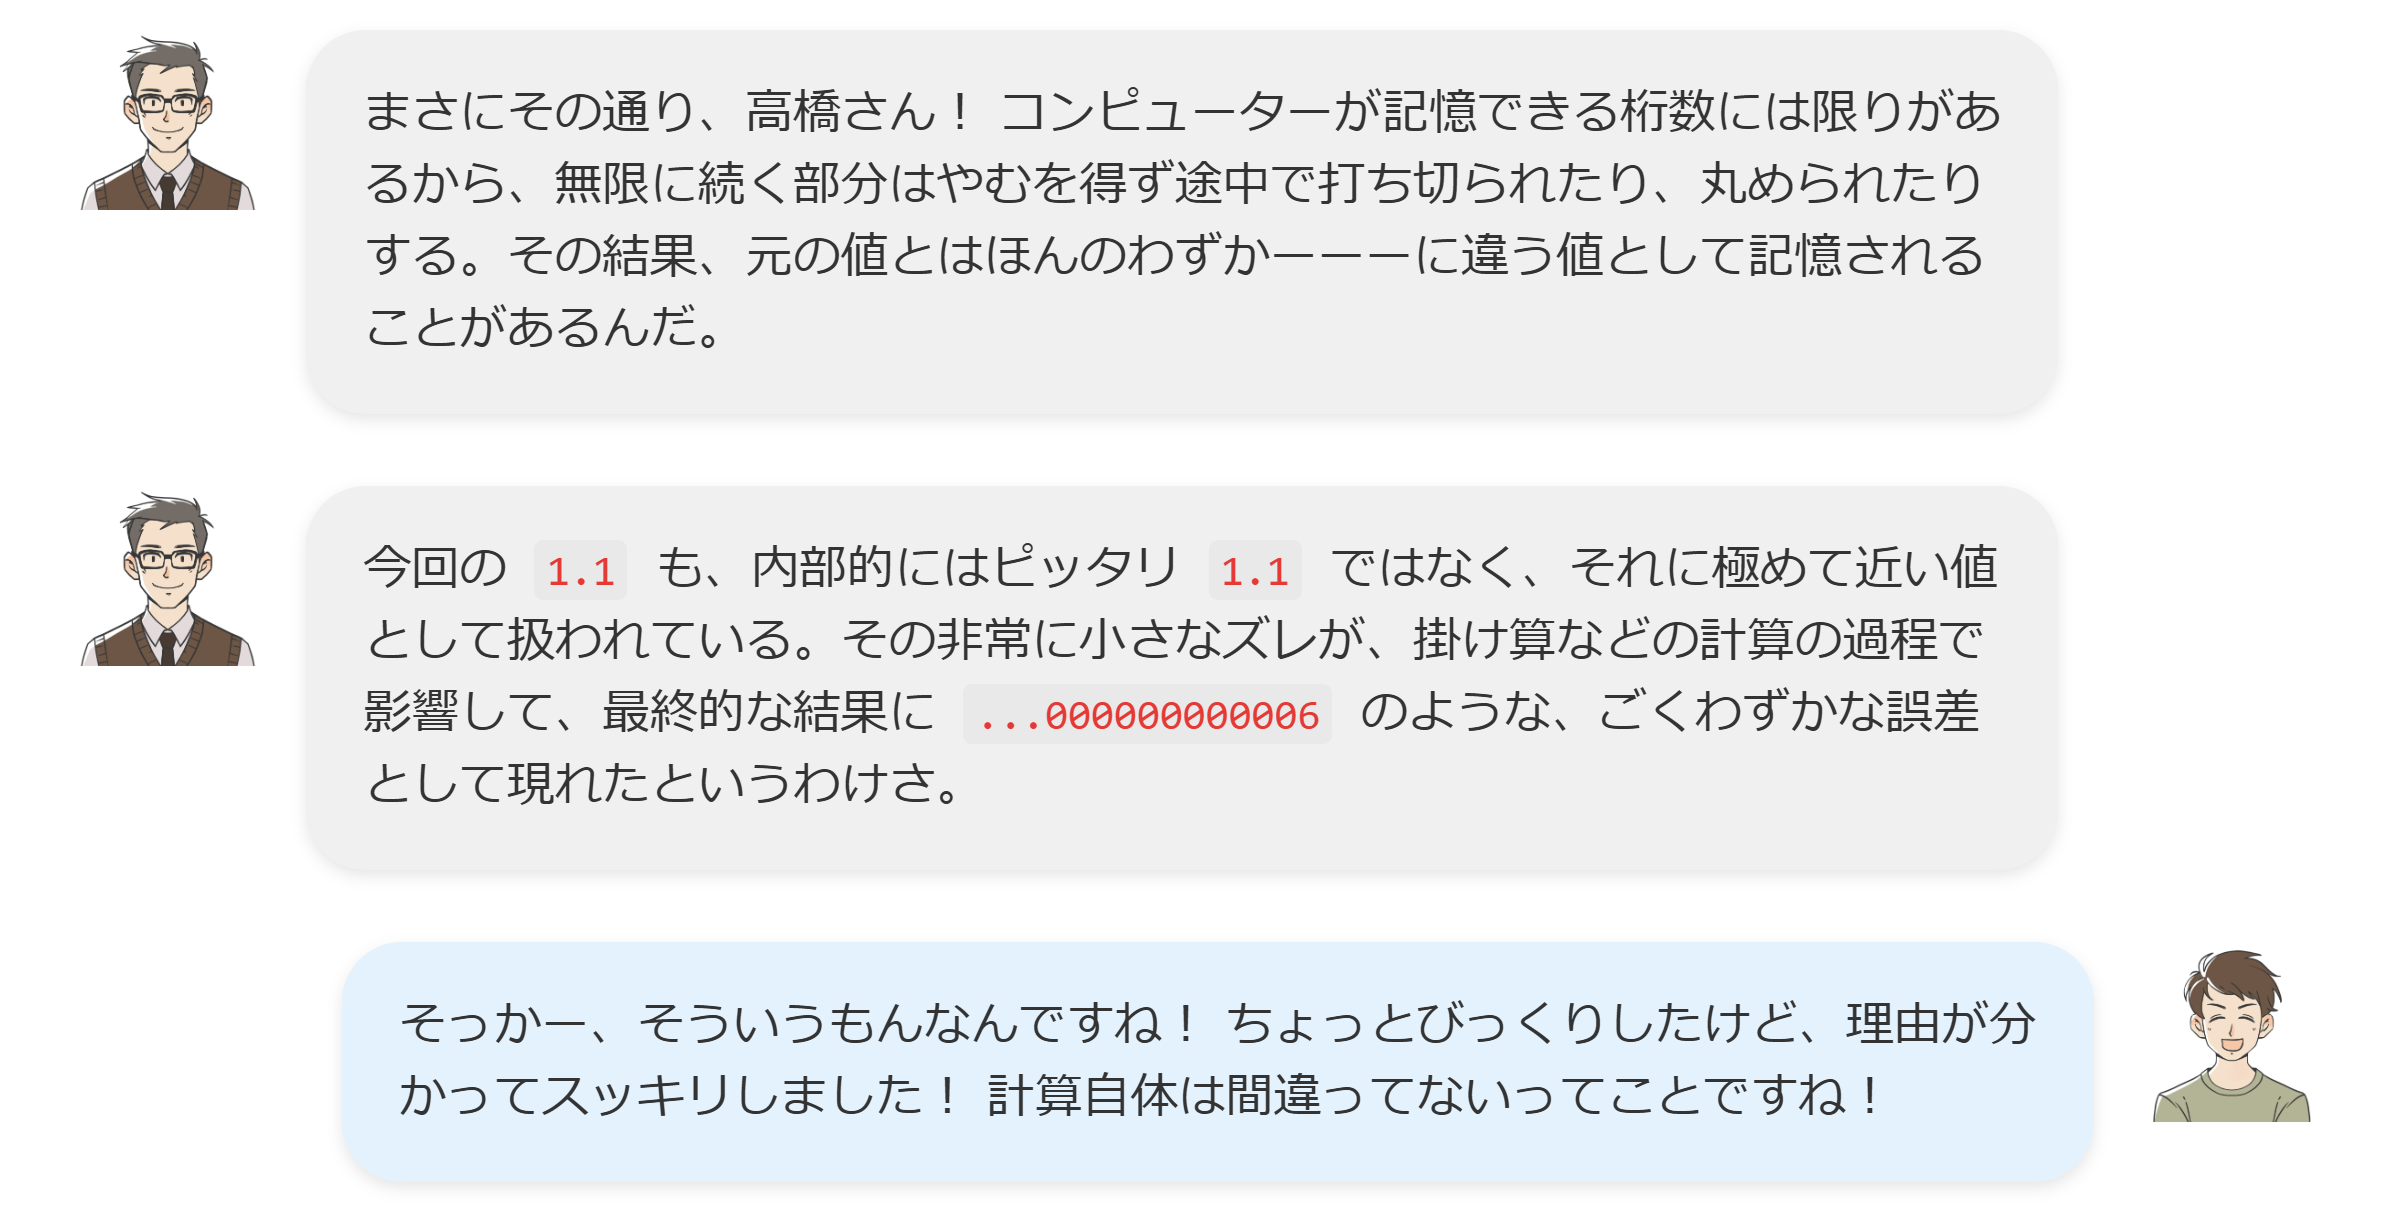 まさにその通り、高橋さん！ コンピューターが記憶できる桁数には限りがあ
るから、無限に続く部分はやむを得ず途中で打ち切られたり、丸められたり
する。その結果、元の値とはほんのわずかーーーに違う値として記憶される
ことがあるんだ。
今回の 1.1 も、内部的にはピッタリ 1.1 ではなく、それに極めて近い値
として扱われている。その非常に小さなズレが、掛け算などの計算の過程で
影響して、最終的な結果に ...000000000006 のような、ごくわずかな誤差
として現れたというわけさ。
そっかー、そういうもんなんですね！ ちょっとびっくりしたけど、理由が分
かってスッキリしました！ 計算自体は間違ってないってことですね！